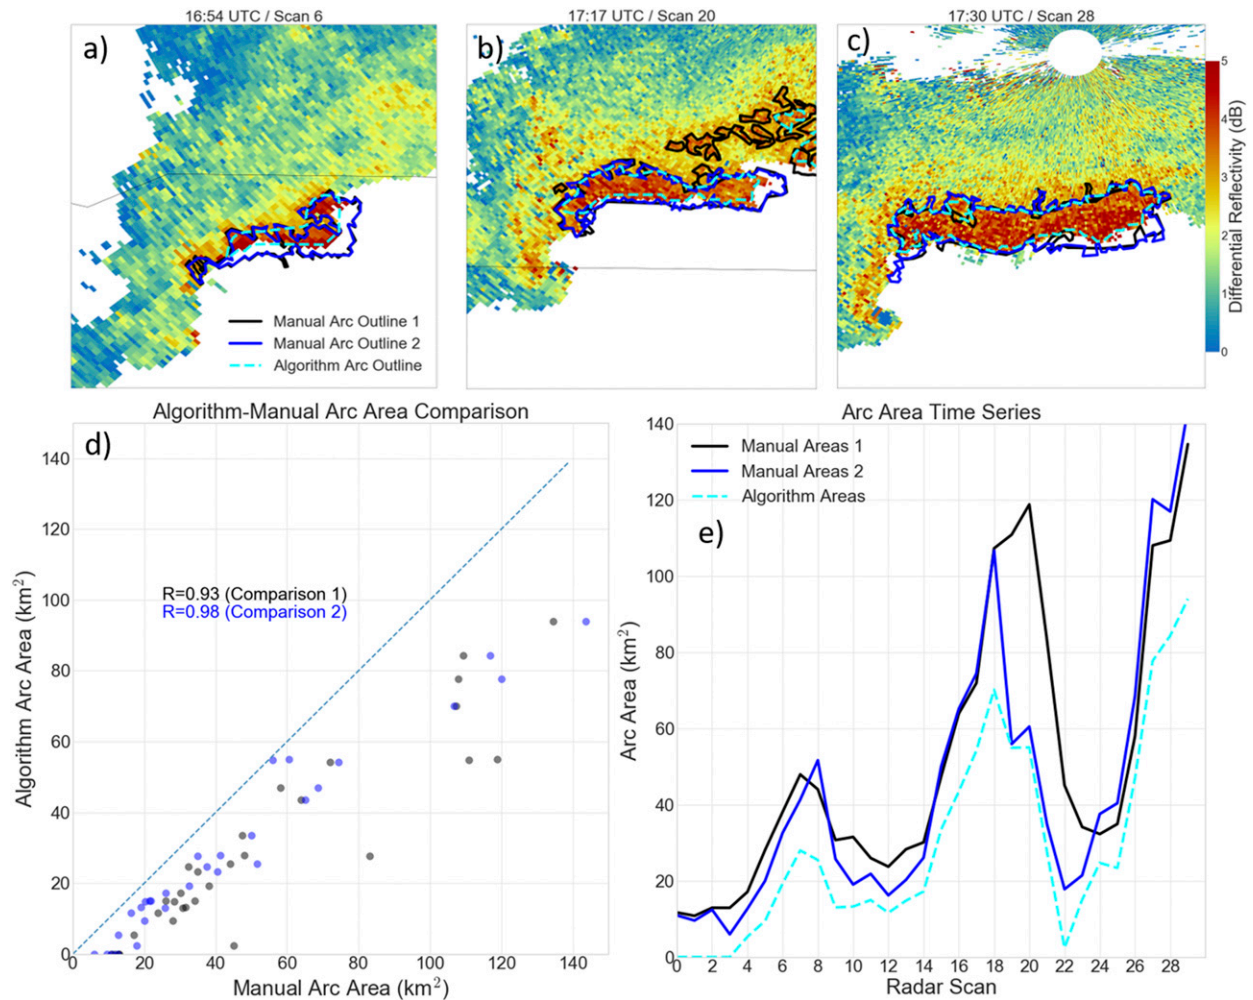 16:54 UTC / Scan 6
17:17 UTC / Scan 20
17:30 UTC / Scan 28
a)
b)
c)
Manual Arc Outline 1
Manual Arc Outline 2
Algorithm Arc Outline
5
4
3
2
1
0
Differential Reflectivity (dB)
Algorithm-Manual Arc Area Comparison
d)
R=0.93 (Comparison 1)
R=0.98 (Comparison 2)
140
120
100
80
60
40
20
0
Algorithm Arc Area (km²)
0 20 40 60 80 100 120 140
Manual Arc Area (km²)
Arc Area Time Series
Manual Areas 1
Manual Areas 2
Algorithm Areas
e)
140
120
100
80
60
40
20
0
Arc Area (km²)
0 2 4 6 8 10 12 14 16 18 20 22 24 26 28
Radar Scan